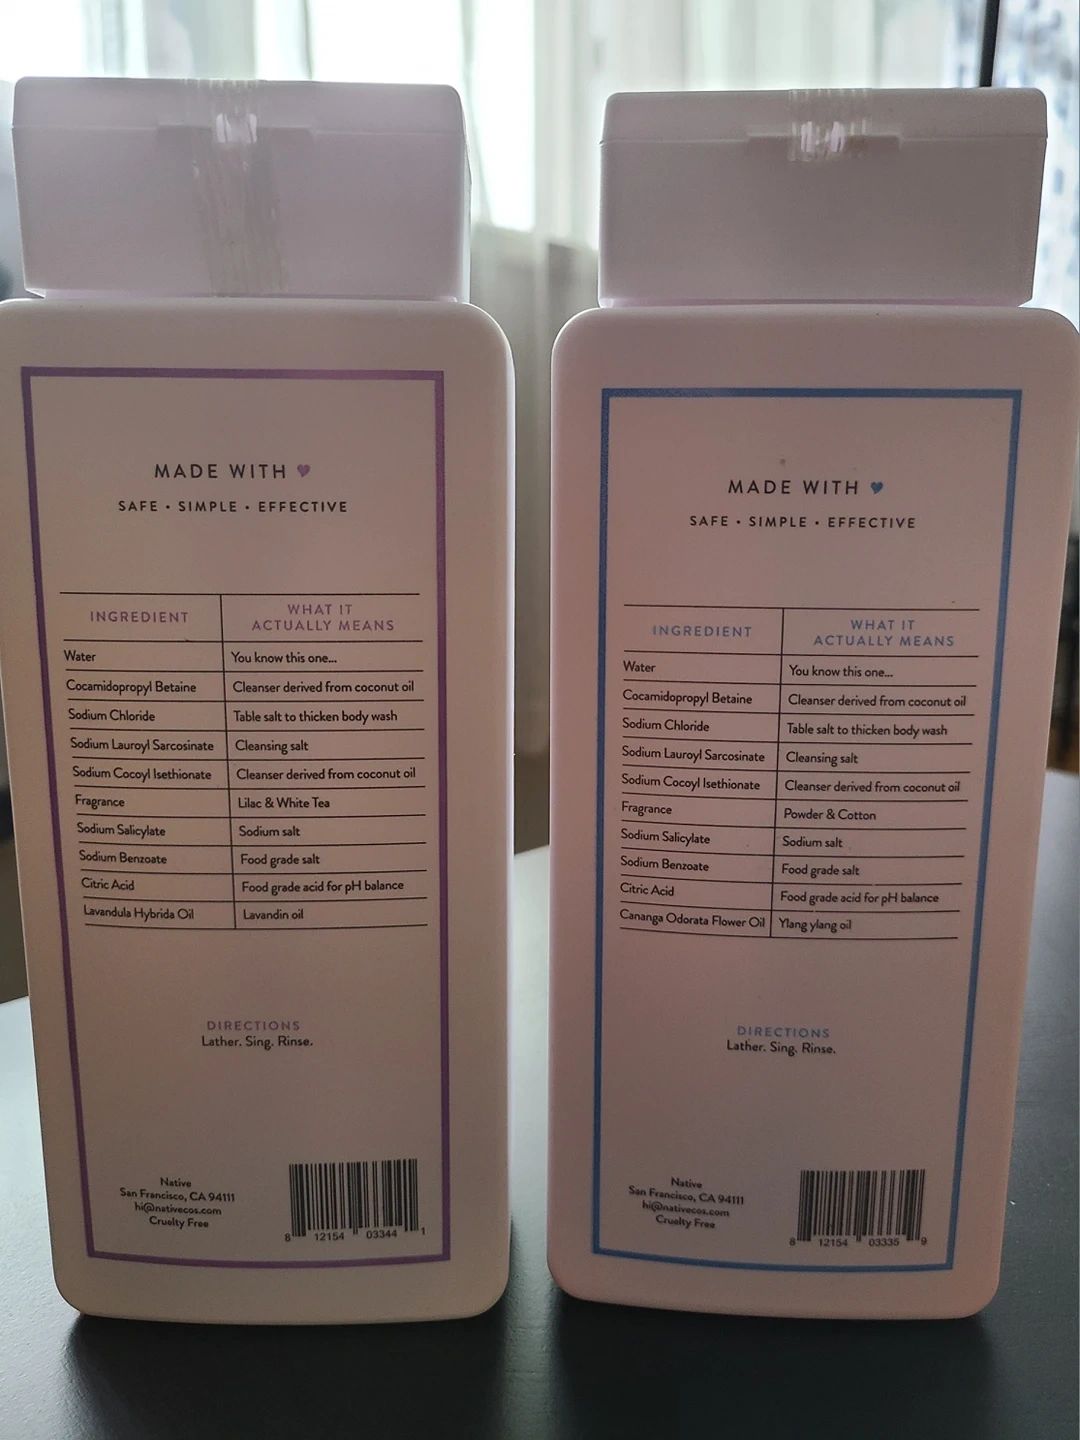 MADE WITH
SAFE • SIMPLE • EFFECTIVE
INGREDIENT
WHAT IT
ACTUALLY MEANS
Water
You know this one...
Cocamidopropyl Betaine
Cleanser derived from coconut oil
Sodium Chloride
Table salt to thicken body wash
Sodium Lauroyl Sarcosinate
Cleansing salt
Sodium Cocoyl Isethionate
Cleanser derived from coconut oil
Fragrance
Lilac & White Tea
Sodium Salicylate
Sodium salt
Sodium Benzoate
Food grade salt
Citric Acid
Food grade acid for pH balance
Lavandula Hybrida Oil
Lavandin oil
DIRECTIONS
Lather. Sing. Rinse.
Native
San Francisco, CA 94111
hi@nativecos.com
Cruelty Free
8 12154 03344 1
MADE WITH
SAFE • SIMPLE • EFFECTIVE
INGREDIENT
WHAT IT
ACTUALLY MEANS
Water
You know this one...
Cocamidopropyl Betaine
Cleanser derived from coconut oil
Sodium Chloride
Table salt to thicken body wash
Sodium Lauroyl Sarcosinate
Cleansing salt
Sodium Cocoyl Isethionate
Cleanser derived from coconut oil
Fragrance
Powder & Cotton
Sodium Salicylate
Sodium salt
Sodium Benzoate
Food grade salt
Citric Acid
Food grade acid for pH balance
Cananga Odorata Flower Oil
Ylang ylang oil
DIRECTIONS
Lather. Sing. Rinse.
Native
San Francisco, CA 94111
hi@nativecos.com
Cruelty Free
8 12154 03335 9